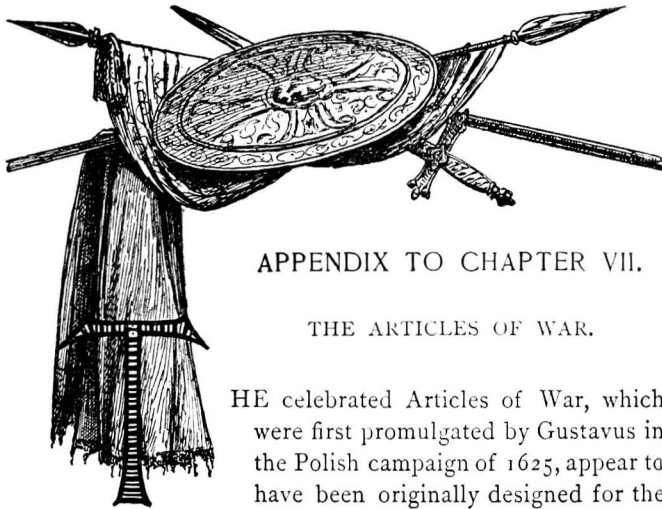 APPENDIX TO CHAPTER VII.
THE ARTICLES OF WAR.
THE celebrated Articles of War, which
were first promulgated by Gustavus in
the Polish campaign of 1625, appear to
have been originally designed for the